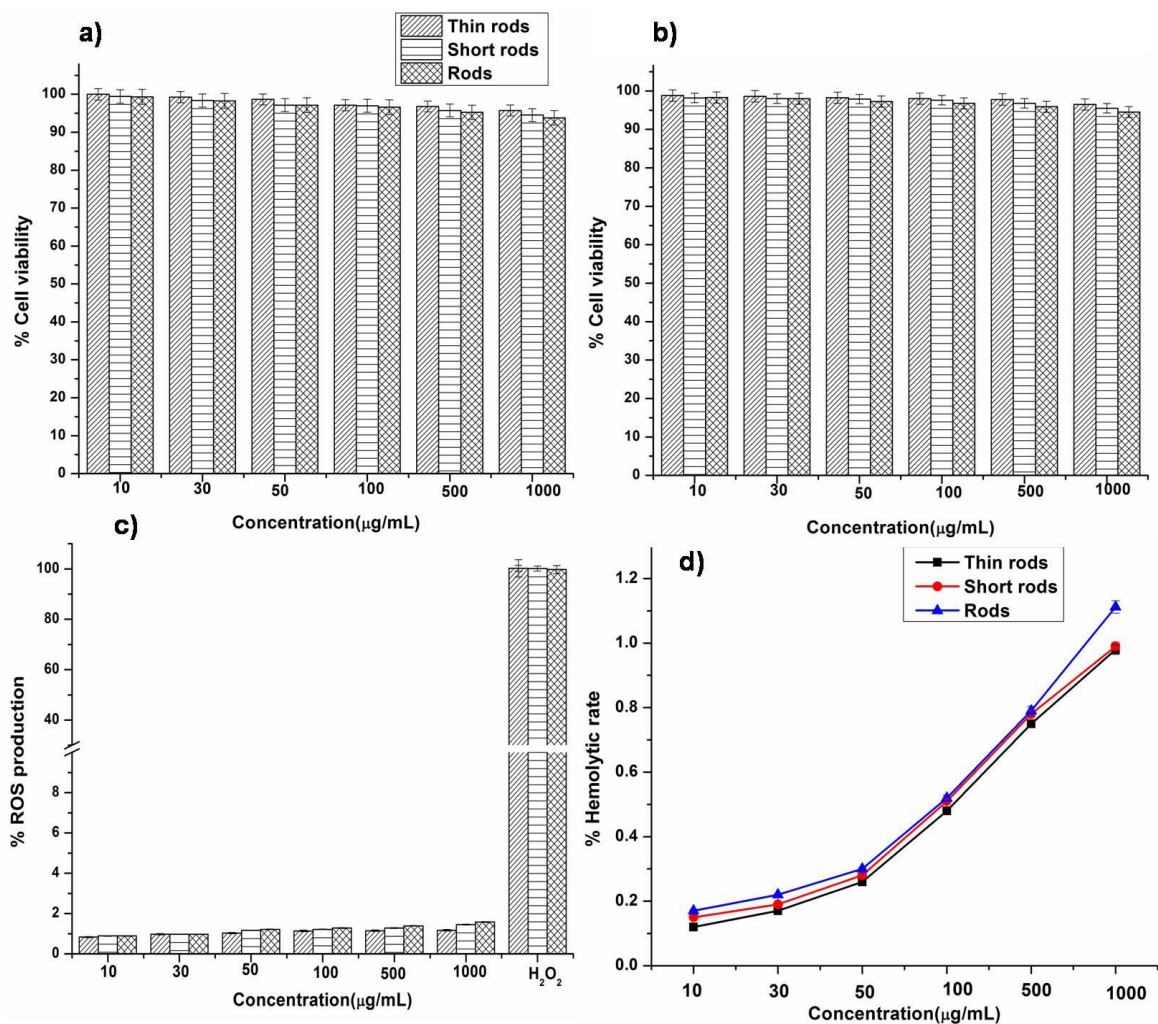 a)
Thin rods
Short rods
Rods
100
90
80
70
60
50
40
30
20
10
0
% Cell viability
10 30 50 100 500 1000
Concentration(μg/mL)
b)
100
90
80
70
60
50
40
30
20
10
0
% Cell viability
10 30 50 100 500 1000
Concentration(μg/mL)
c)
100
80
60
40
8
6
4
2
0
% ROS production
10 30 50 100 500 1000 H₂O₂
Concentration(μg/mL)
d)
Thin rods
Short rods
Rods
1.2
1.0
0.8
0.6
0.4
0.2
0.0
% Hemolytic rate
10 30 50 100 500 1000
Concentration(μg/mL)